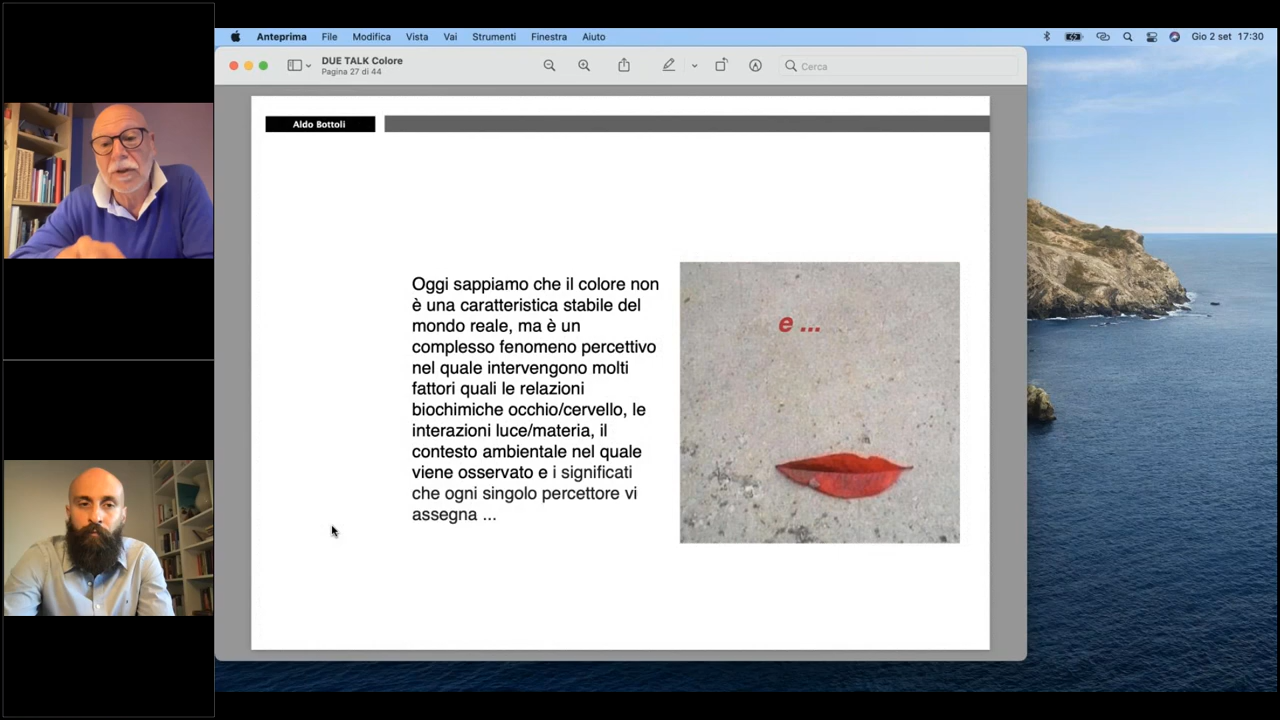 Anteprima File Modifica Vista Vai Strumenti Finestra Aiuto Gio 2 set 17:30
DUE TALK Colore
Pagina 27 di 44
Cerca
Aldo Bottoli
Oggi sappiamo che il colore non
è una caratteristica stabile del
mondo reale, ma è un
complesso fenomeno percettivo
nel quale intervengono molti
fattori quali le relazioni
biochimiche occhio/cervello, le
interazioni luce/materia, il
contesto ambientale nel quale
viene osservato e i significati
che ogni singolo percettore vi
assegna ...
e ...